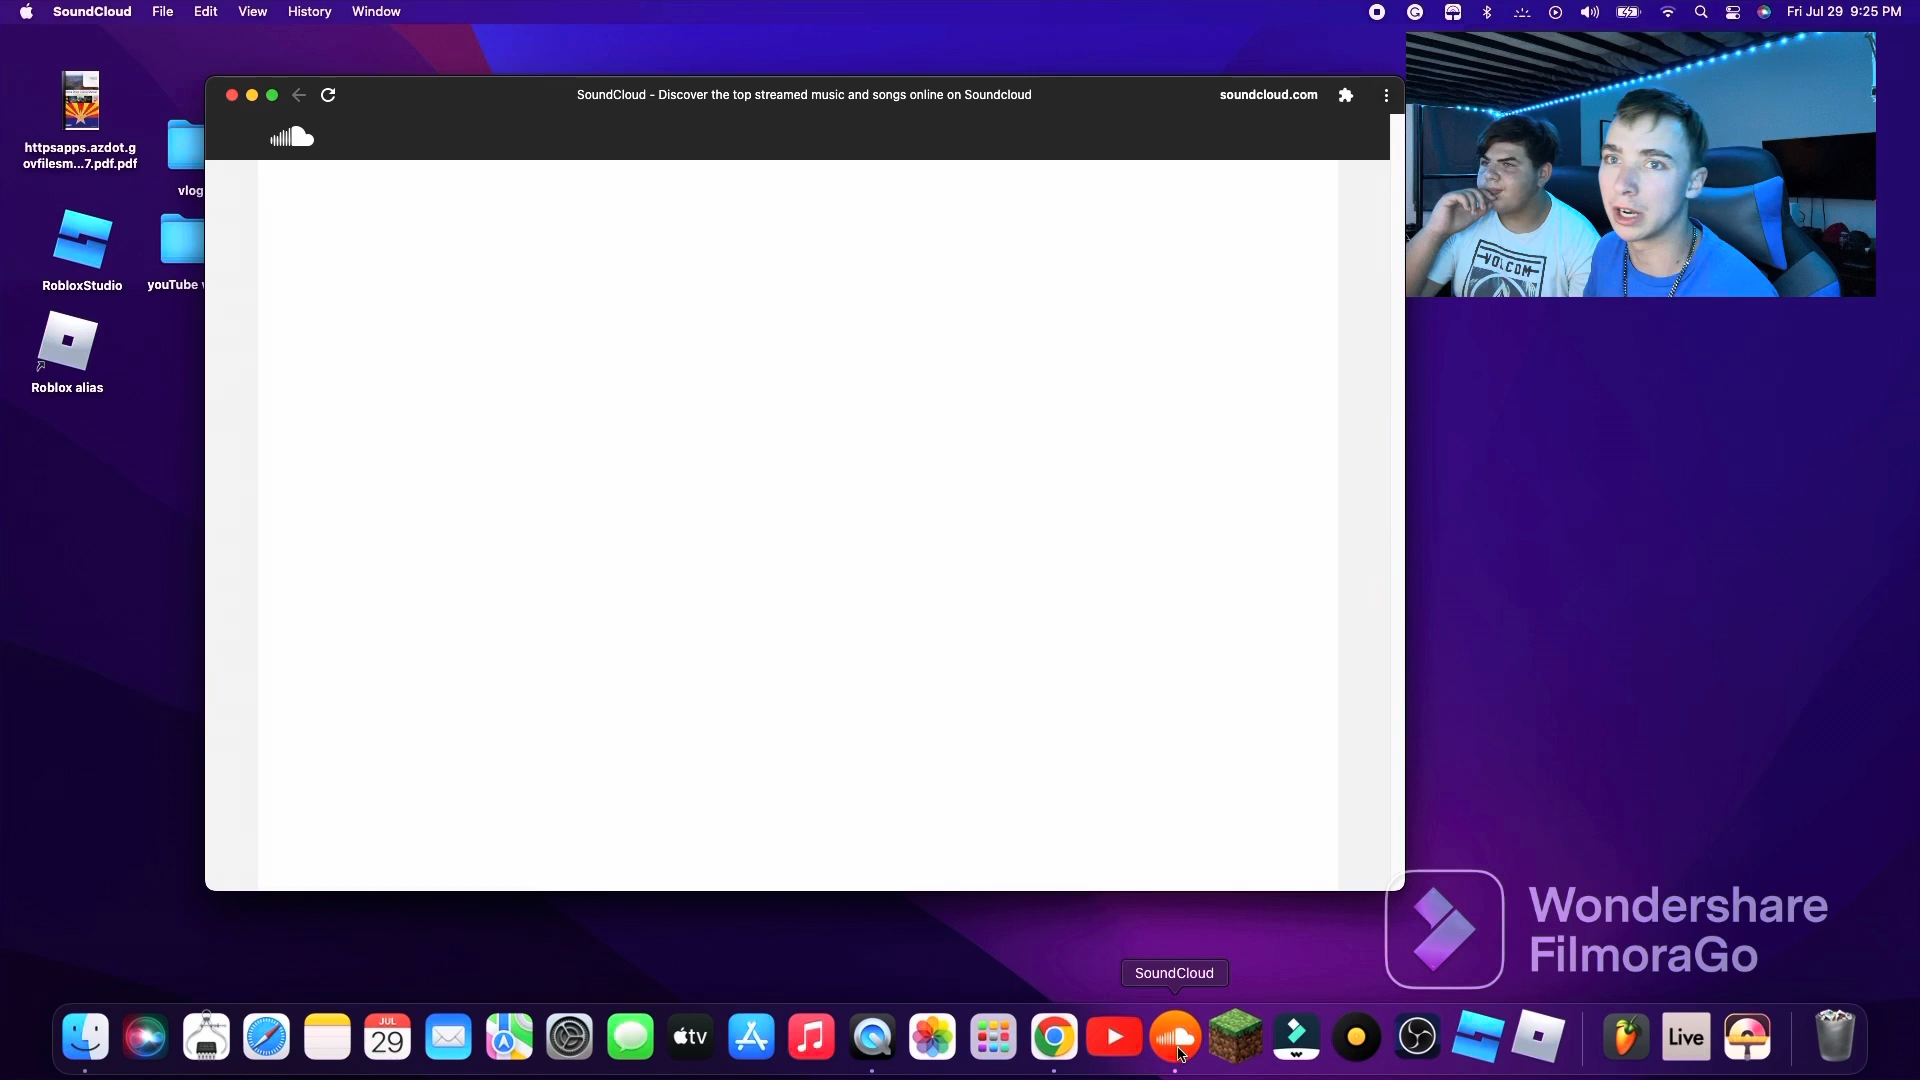 SoundCloud File Edit View History Window
Fri Jul 29 9:25 PM
SoundCloud - Discover the top streamed music and songs online on Soundcloud
soundcloud.com
httpsapps.azdot.g
ovfilesm...7.pdf.pdf
vlog
RobloxStudio
youTube
Roblox alias
VOLCOM
Wondershare
FilmoraGo
SoundCloud
JUL
29
tv
Live